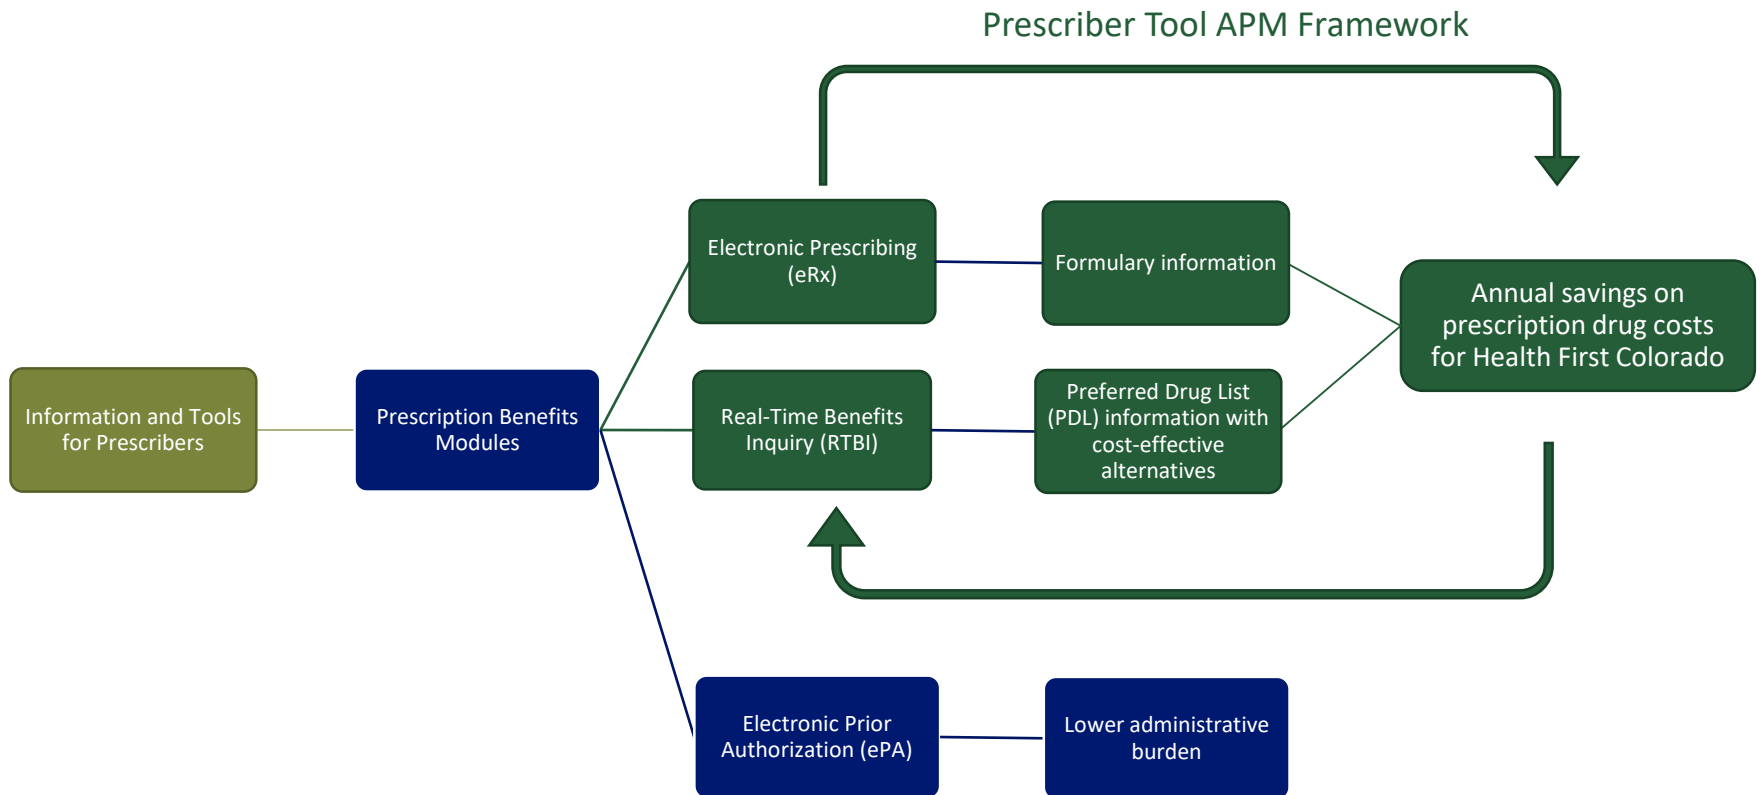 Prescriber Tool APM Framework
Electronic Prescribing
(eRx)
Formulary information
Annual savings on
prescription drug costs
for Health First Colorado
Information and Tools
for Prescribers
Prescription Benefits
Modules
Real-Time Benefits
Inquiry (RTBI)
Preferred Drug List
(PDL) information with
cost-effective
alternatives
Electronic Prior
Authorization (ePA)
Lower administrative
burden